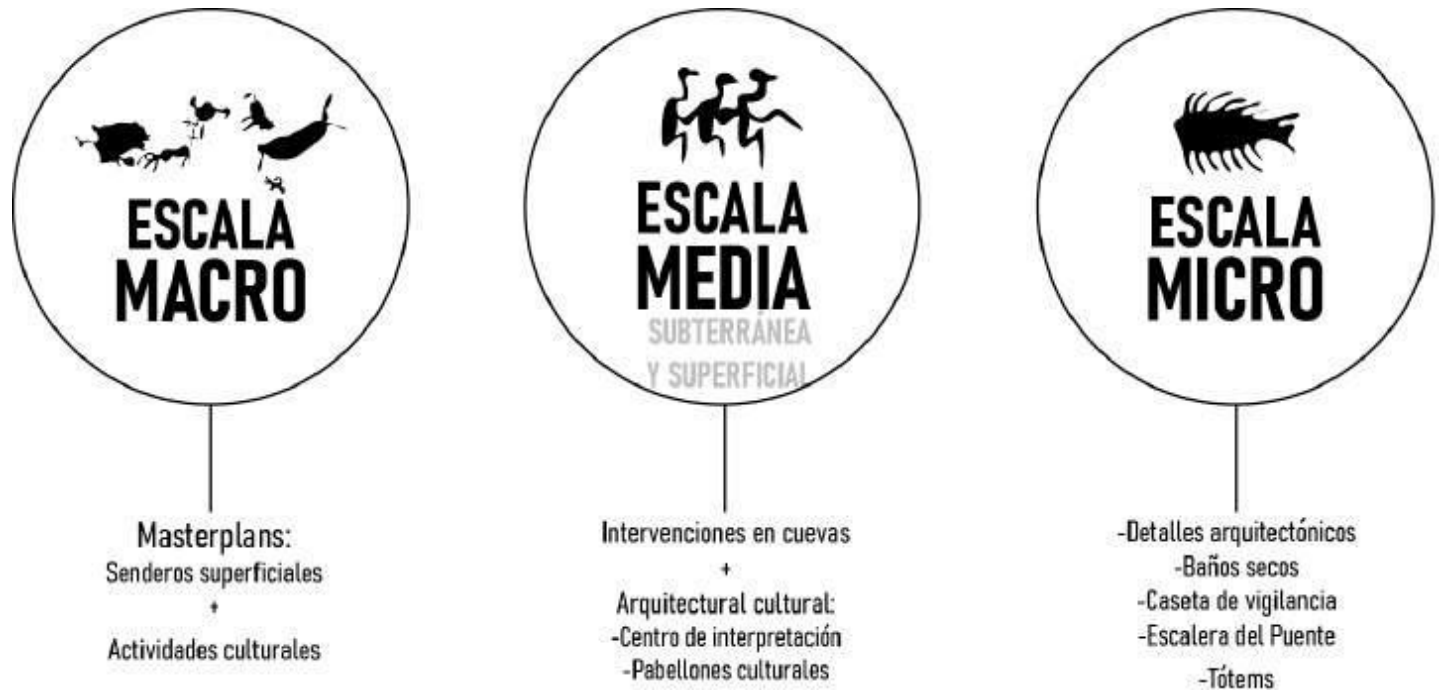 ESCALA
MACRO
Masterplans:
Senderos superficiales
+
Actividades culturales
ESCALA
MEDIA
SUBTERRÁNEA
Y SUPERFICIAL
Intervenciones en cuevas
+
Arquitectural cultural:
-Centro de interpretación
-Pabellones culturales
ESCALA
MICRO
-Detalles arquitectónicos
-Baños secos
-Caseta de vigilancia
-Escalera del Puente
-Tótems